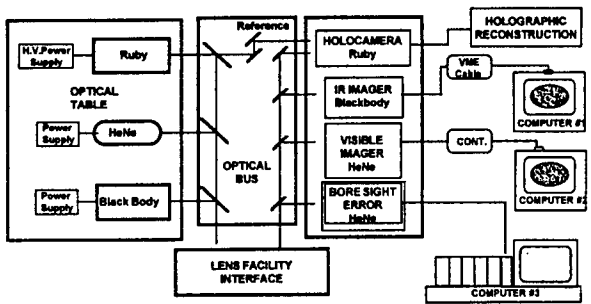 Reference
H.V.Power
Supply
Ruby
OPTICAL
TABLE
Power
Supply
HeNe
Power
Supply
Black Body
OPTICAL
BUS
HOLOCAMERA
Ruby
IR IMAGER
Blackbody
VISIBLE
IMAGER
HeNe
BORE SIGHT
ERROR
HeNe
HOLOGRAPHIC
RECONSTRUCTION
VME
Cable
COMPUTER #1
CONT.
COMPUTER #2
COMPUTER #3
LENS FACILITY
INTERFACE